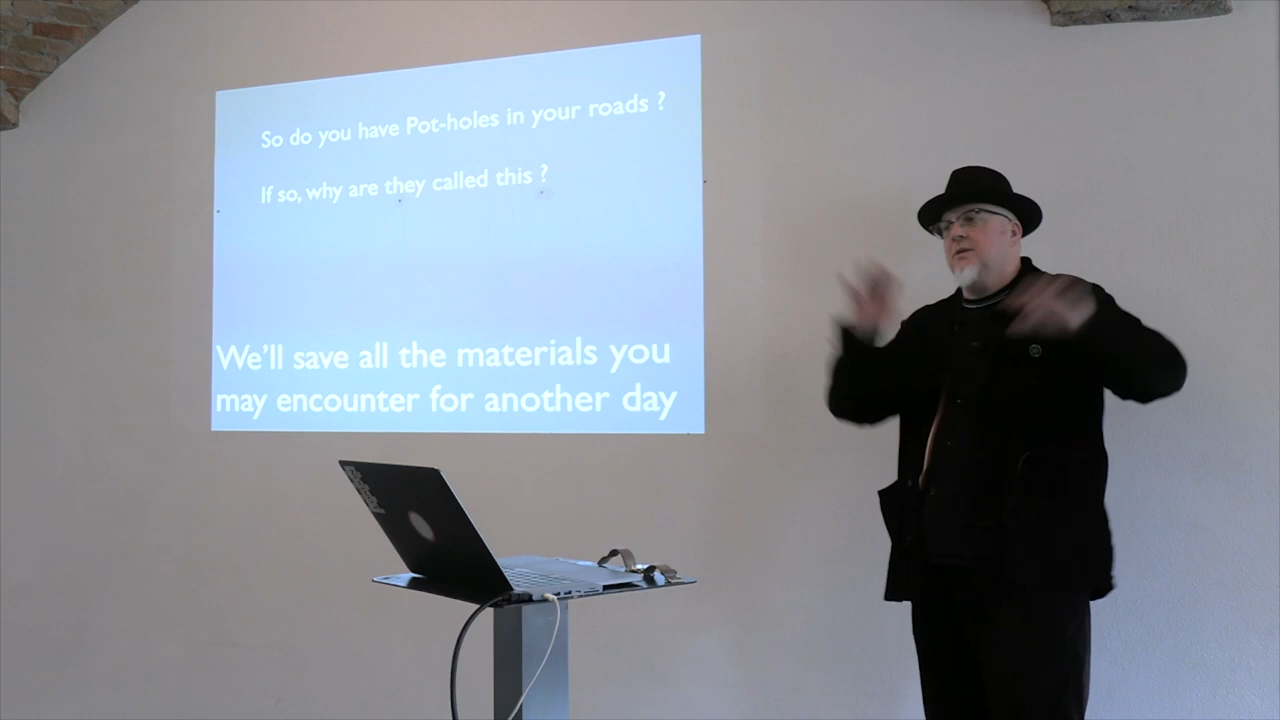 So do you have Pot-holes in your roads ?
If so, why are they called this ?
We'll save all the materials you
may encounter for another day